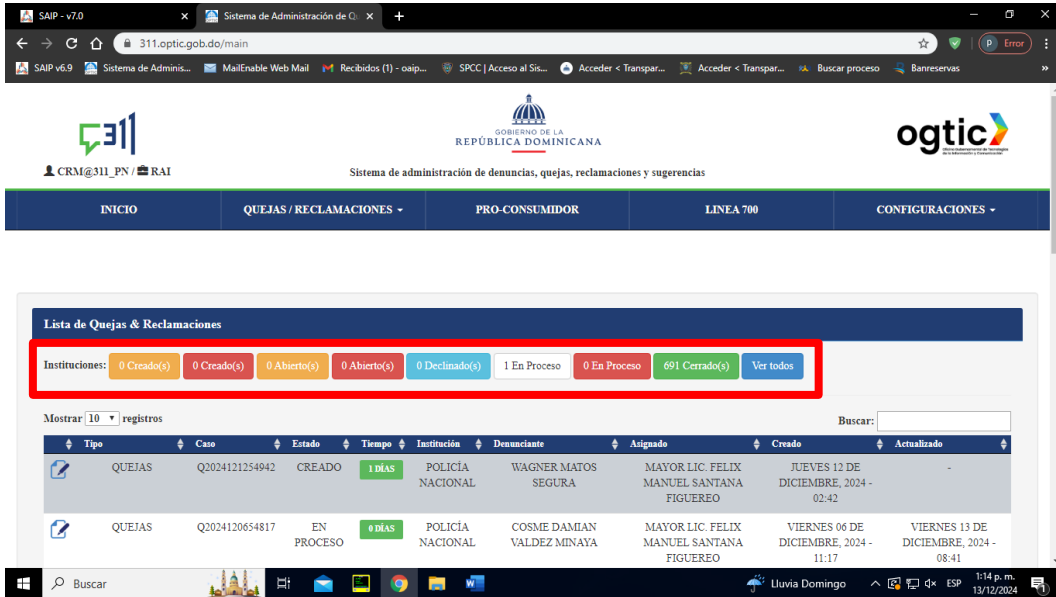 SAIP - v7.0
Sistema de Administración de Qu
311.optic.gob.do/main
P Error
SAIP v6.9 Sistema de Adminis... MailEnable Web Mail Recibidos (1) - oaip... SPCC | Acceso al Sis... Acceder < Transpar... Acceder < Transpar... Buscar proceso Banreservas »
311
GOBIERNO DE LA
REPÚBLICA DOMINICANA
ogtic
CRM@311_PN / RAI
Sistema de administración de denuncias, quejas, reclamaciones y sugerencias
INICIO QUEJAS / RECLAMACIONES PRO-CONSUMIDOR LINEA 700 CONFIGURACIONES
Lista de Quejas & Reclamaciones
Instituciones: 0 Creado(s) 0 Creado(s) 0 Abierto(s) 0 Abierto(s) 0 Declinado(s) 1 En Proceso 0 En Proceso 691 Cerrado(s) Ver todos
Mostrar 10 registros Buscar:
Tipo Caso Estado Tiempo Institución Denunciante Asignado Creado Actualizado
QUEJAS Q2024121254942 CREADO 1 DÍAS POLICÍA WAGNER MATOS MAYOR LIC. FELIX JUEVES 12 DE -
NACIONAL SEGURA MANUEL SANTANA DICIEMBRE, 2024 -
FIGUEREO 02:42
QUEJAS Q2024120654817 EN 0 DÍAS POLICÍA COSME DAMIAN MAYOR LIC. FELIX VIERNES 06 DE VIERNES 13 DE
PROCESO NACIONAL VALDEZ MINAYA MANUEL SANTANA DICIEMBRE, 2024 - DICIEMBRE, 2024 -
FIGUEREO 11:17 08:41
Buscar
Lluvia Domingo
ESP
1:14 p. m.
13/12/2024